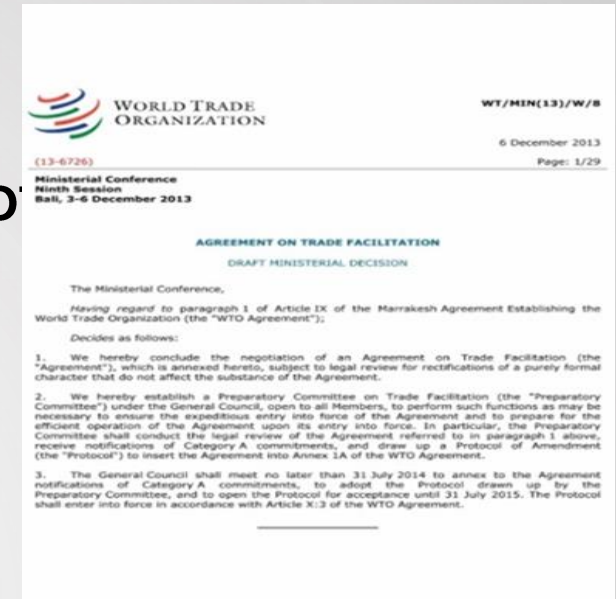 WORLD TRADE
ORGANIZATION
WT/MIN(13)/W/8
6 December 2013
(13-6726)
Page: 1/29
Ministerial Conference
Ninth Session
Bali, 3-6 December 2013
AGREEMENT ON TRADE FACILITATION
DRAFT MINISTERIAL DECISION
The Ministerial Conference,
Having regard to paragraph 1 of Article IX of the Marrakesh Agreement Establishing the
World Trade Organization (the "WTO Agreement");
Decides as follows:
1. We hereby conclude the negotiation of an Agreement on Trade Facilitation (the
"Agreement"), which is annexed hereto, subject to legal review for rectifications of a purely formal
character that do not affect the substance of the Agreement.
2. We hereby establish a Preparatory Committee on Trade Facilitation (the "Preparatory
Committee") under the General Council, open to all Members, to perform such functions as may be
necessary to ensure the expeditious entry into force of the Agreement and to prepare for the
efficient operation of the Agreement upon its entry into force. In particular, the Preparatory
Committee shall conduct the legal review of the Agreement referred to in paragraph 1 above,
receive notifications of Category A commitments, and draw up a Protocol of Amendment
(the "Protocol") to insert the Agreement into Annex 1A of the WTO Agreement.
3. The General Council shall meet no later than 31 July 2014 to annex to the Agreement
notifications of Category A commitments, to adopt the Protocol drawn up by the
Preparatory Committee, and to open the Protocol for acceptance until 31 July 2015. The Protocol
shall enter into force in accordance with Article X:3 of the WTO Agreement.